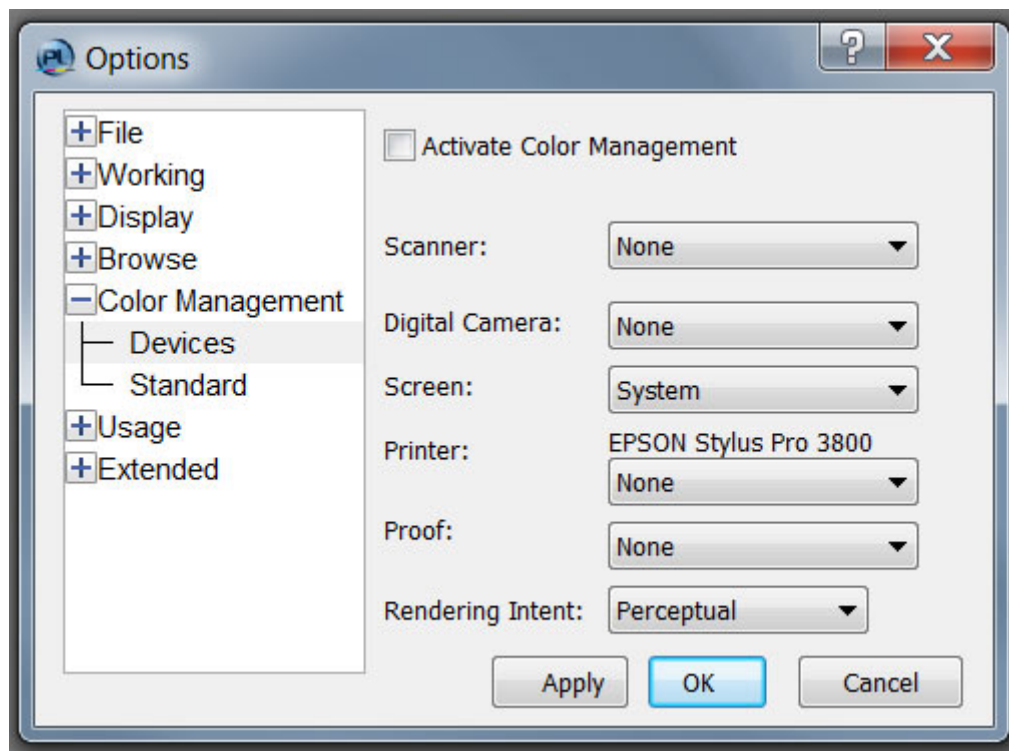 PL Options
File
Working
Display
Browse
Color Management
Devices
Standard
Usage
Extended
Activate Color Management
Scanner: None
Digital Camera: None
Screen: System
Printer: EPSON Stylus Pro 3800
None
Proof: None
Rendering Intent: Perceptual
Apply OK Cancel